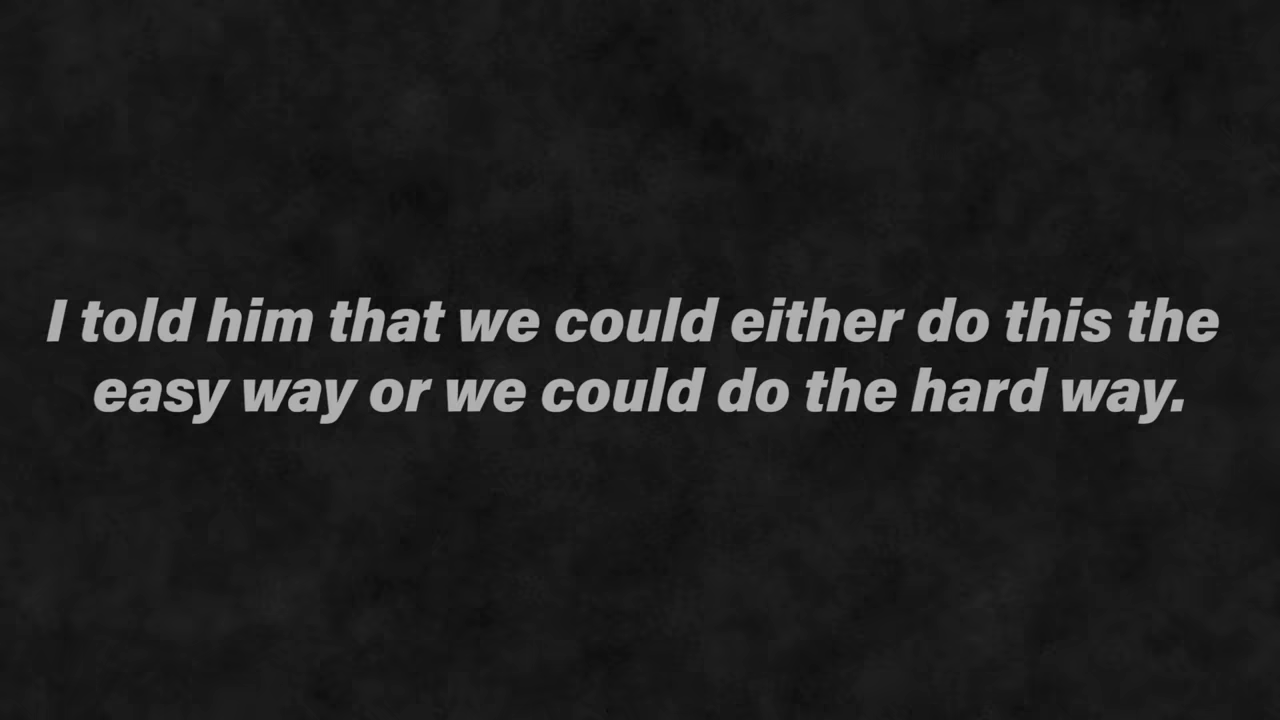 I told him that we could either do this the
easy way or we could do the hard way.